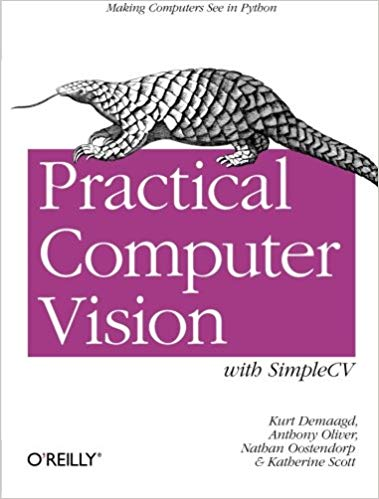 Making Computers See in Python
Practical
Computer
Vision
with SimpleCV
Kurt Demaagd,
Anthony Oliver,
Nathan Oostendorp
& Katherine Scott
O'REILLY®